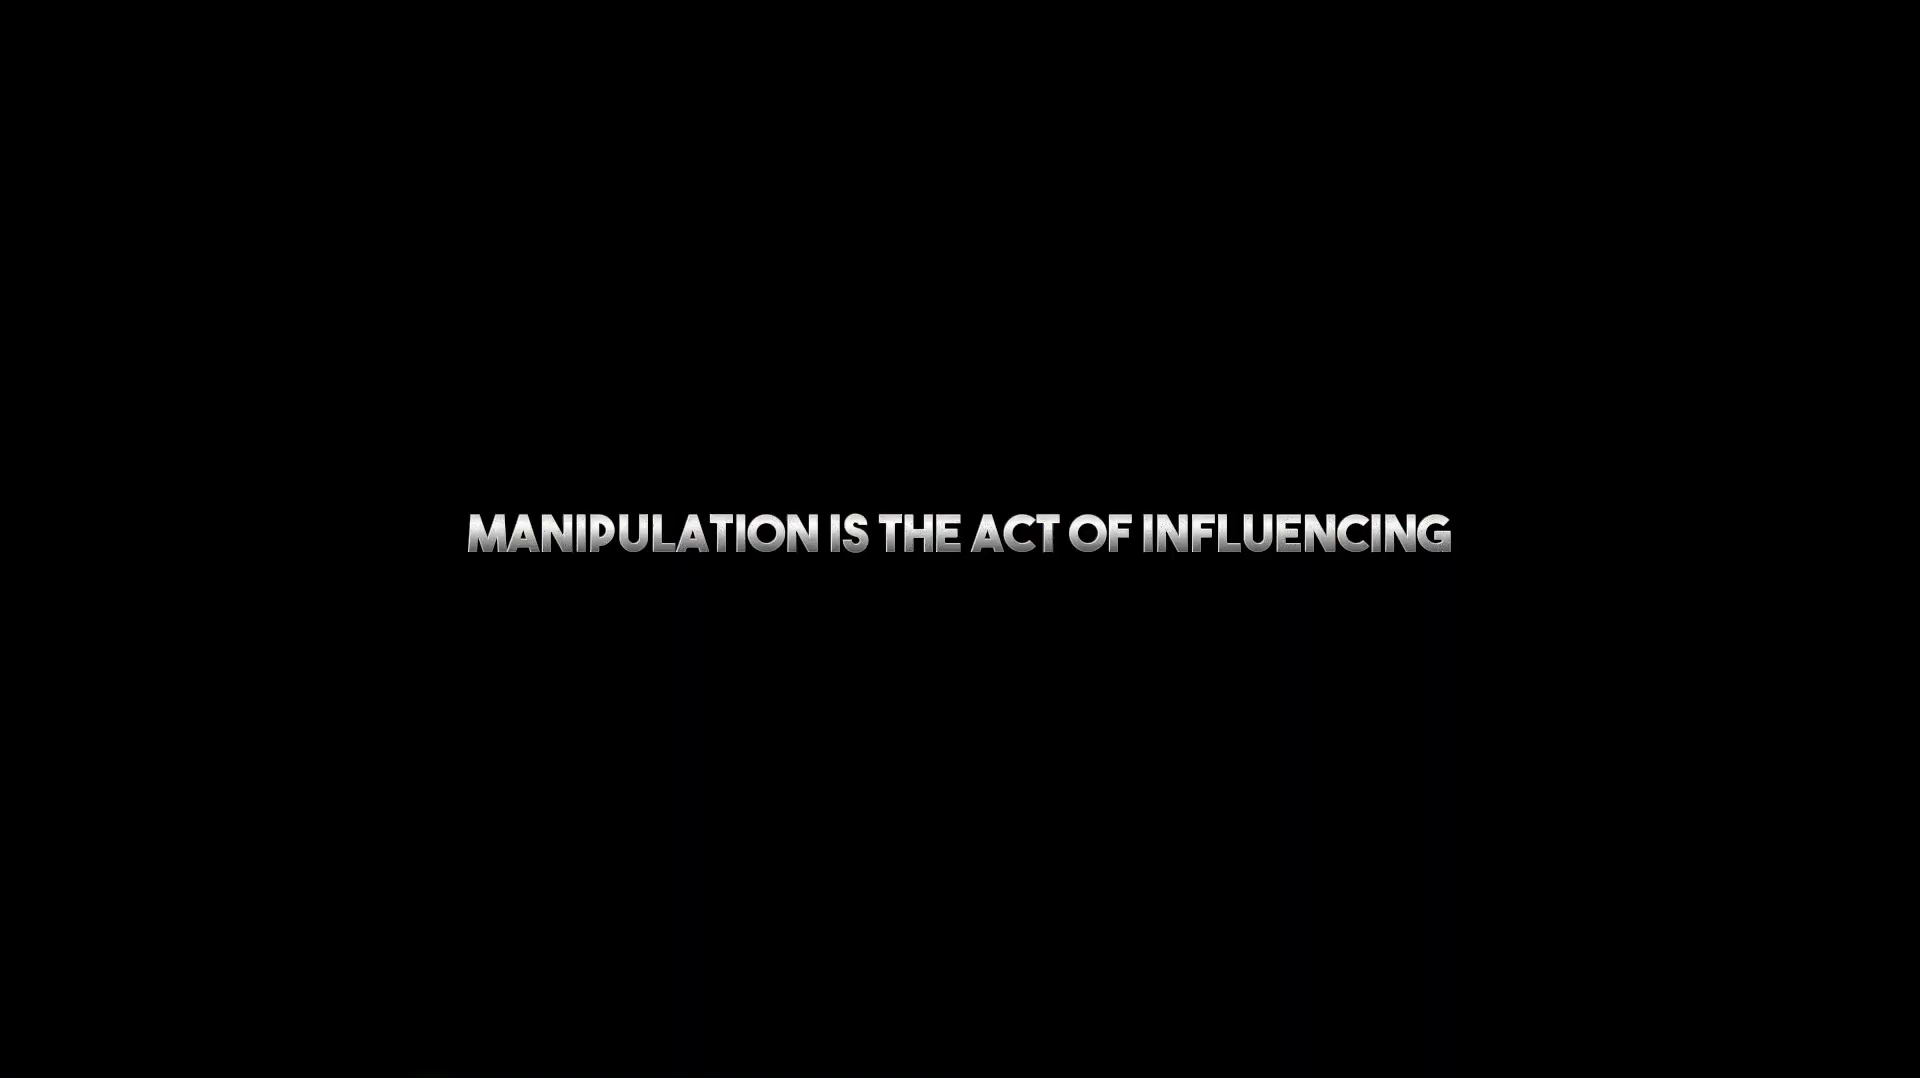 MANIPULATION IS THE ACT OF INFLUENCING